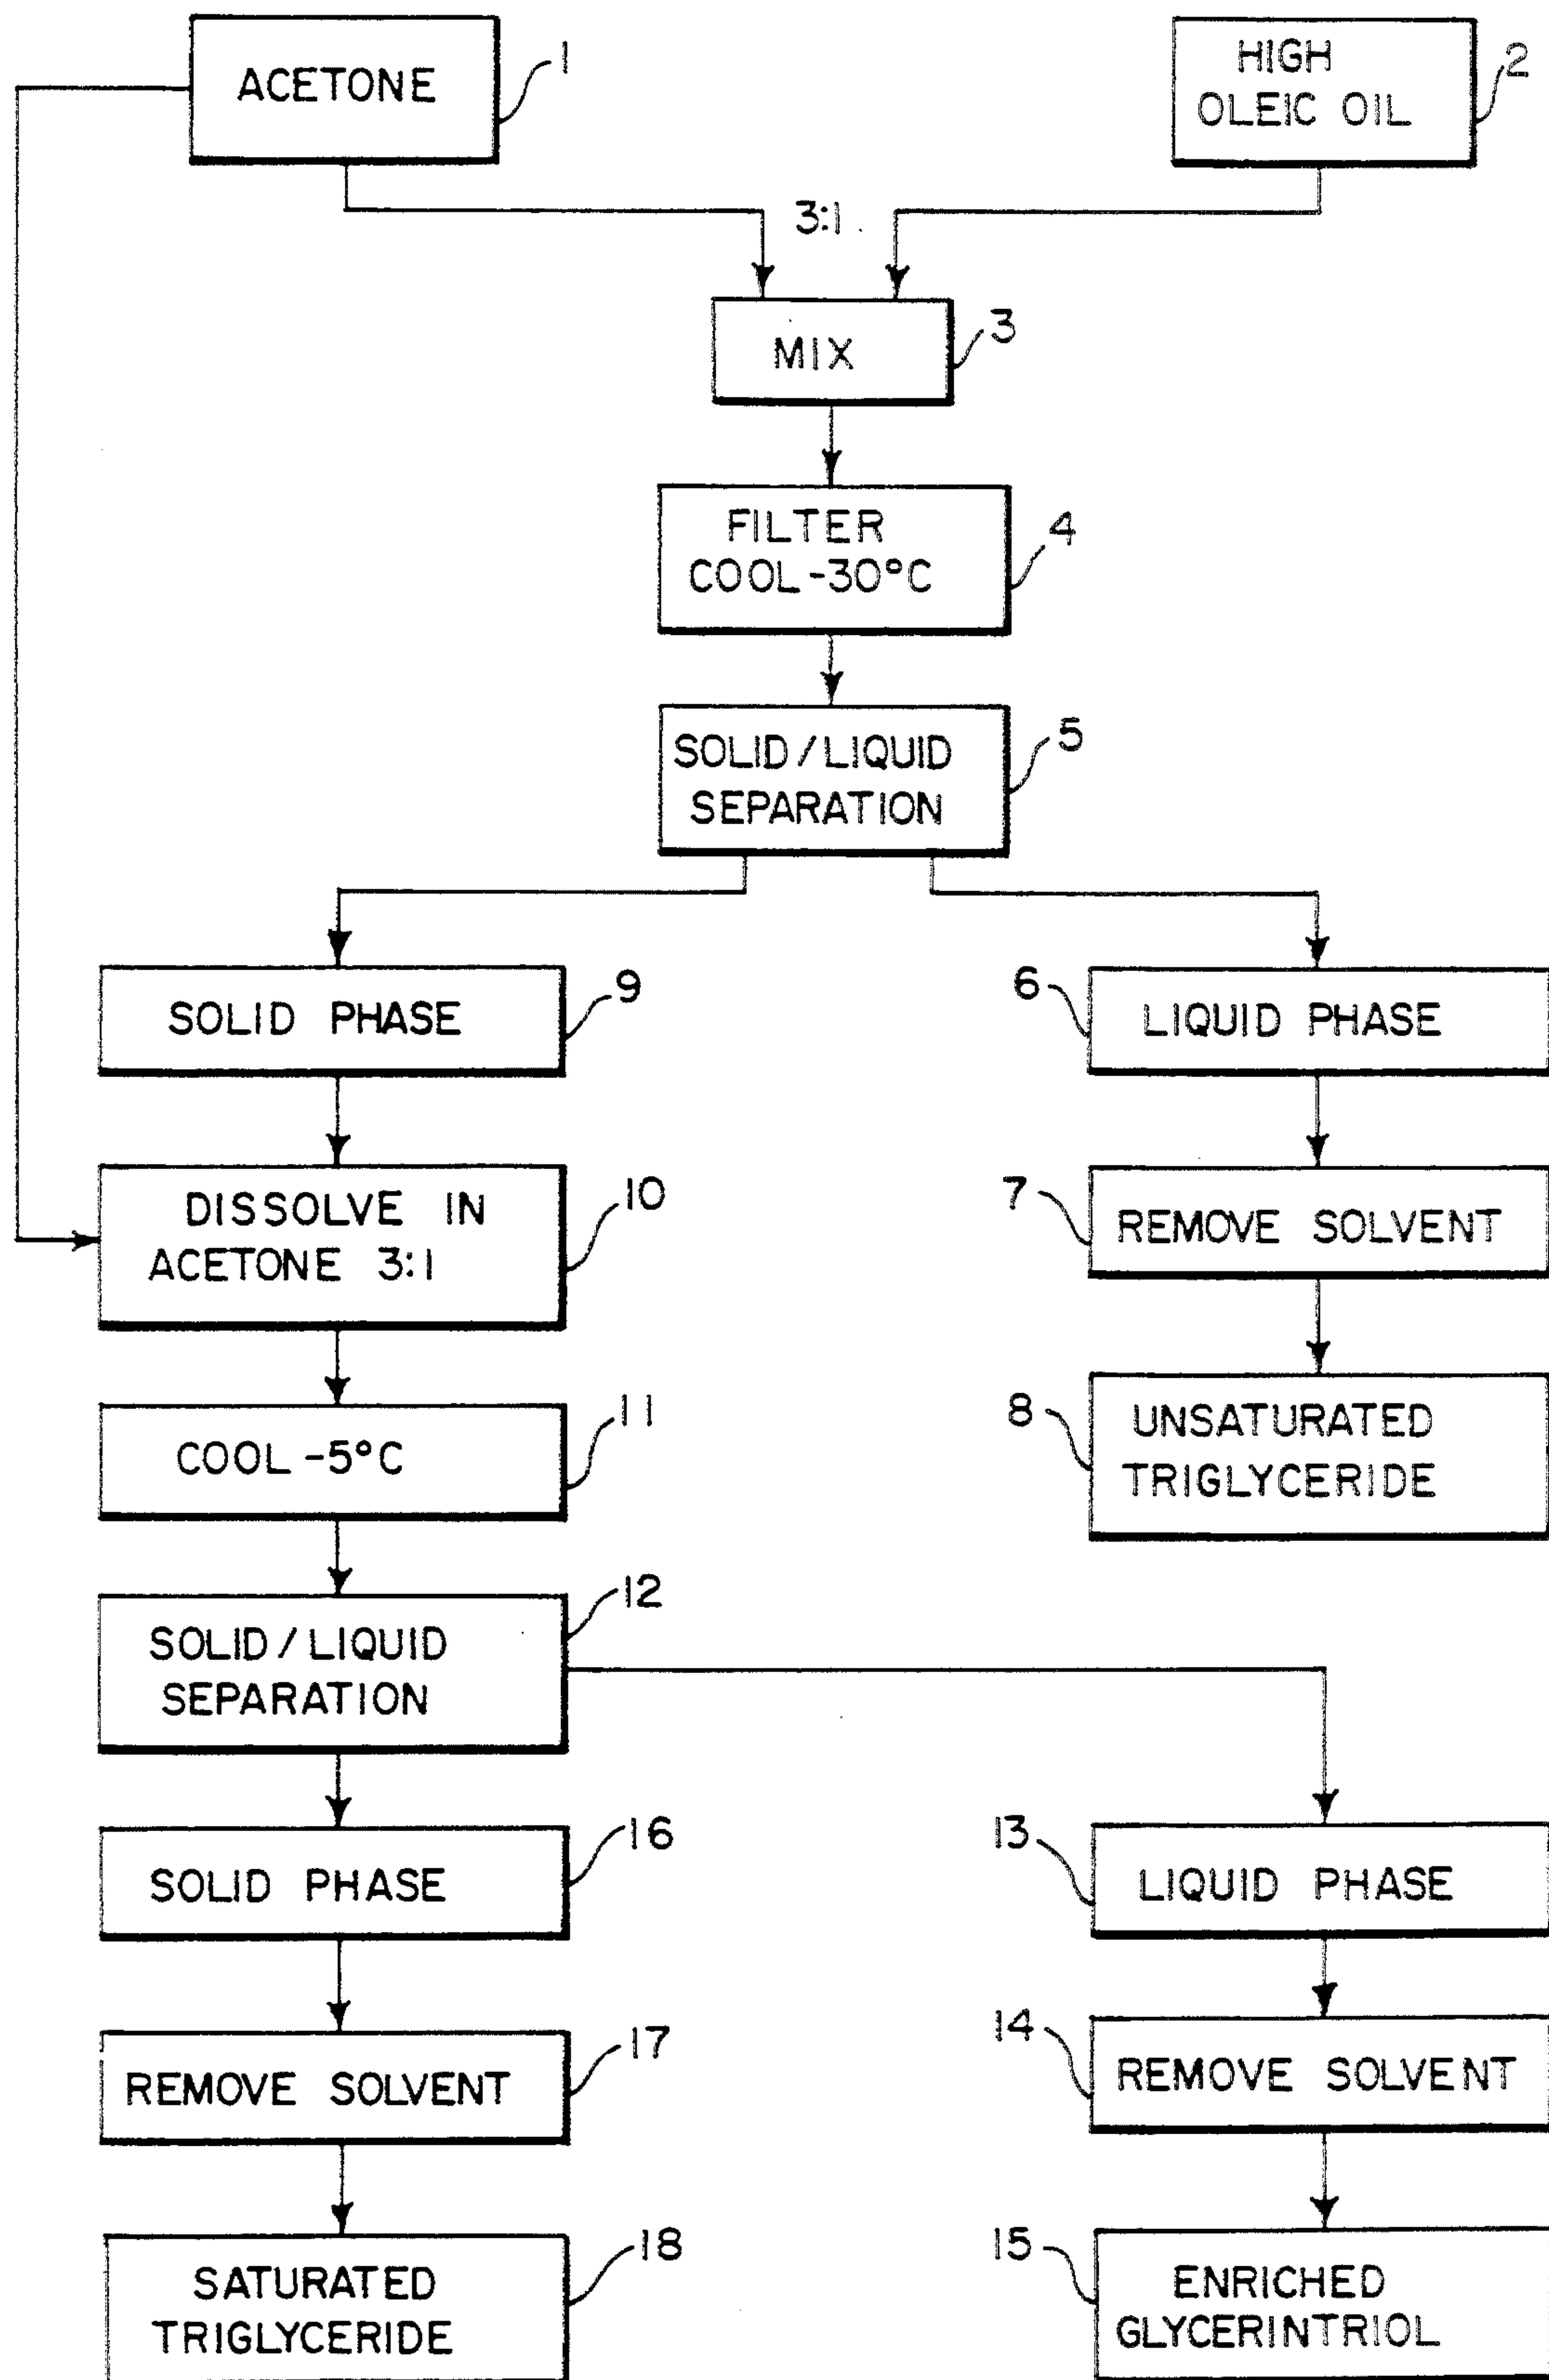 ACETONE
1
HIGH
OLEIC OIL
2
3:1
MIX
3
FILTER
COOL -30°C
4
SOLID/LIQUID
SEPARATION
5
SOLID PHASE
9
6
LIQUID PHASE
DISSOLVE IN
ACETONE 3:1
10
7
REMOVE SOLVENT
COOL -5°C
11
8
UNSATURATED
TRIGLYCERIDE
SOLID/LIQUID
SEPARATION
12
SOLID PHASE
16
13
LIQUID PHASE
REMOVE SOLVENT
17
14
REMOVE SOLVENT
SATURATED
TRIGLYCERIDE
18
15
ENRICHED
GLYCERINTRIOL